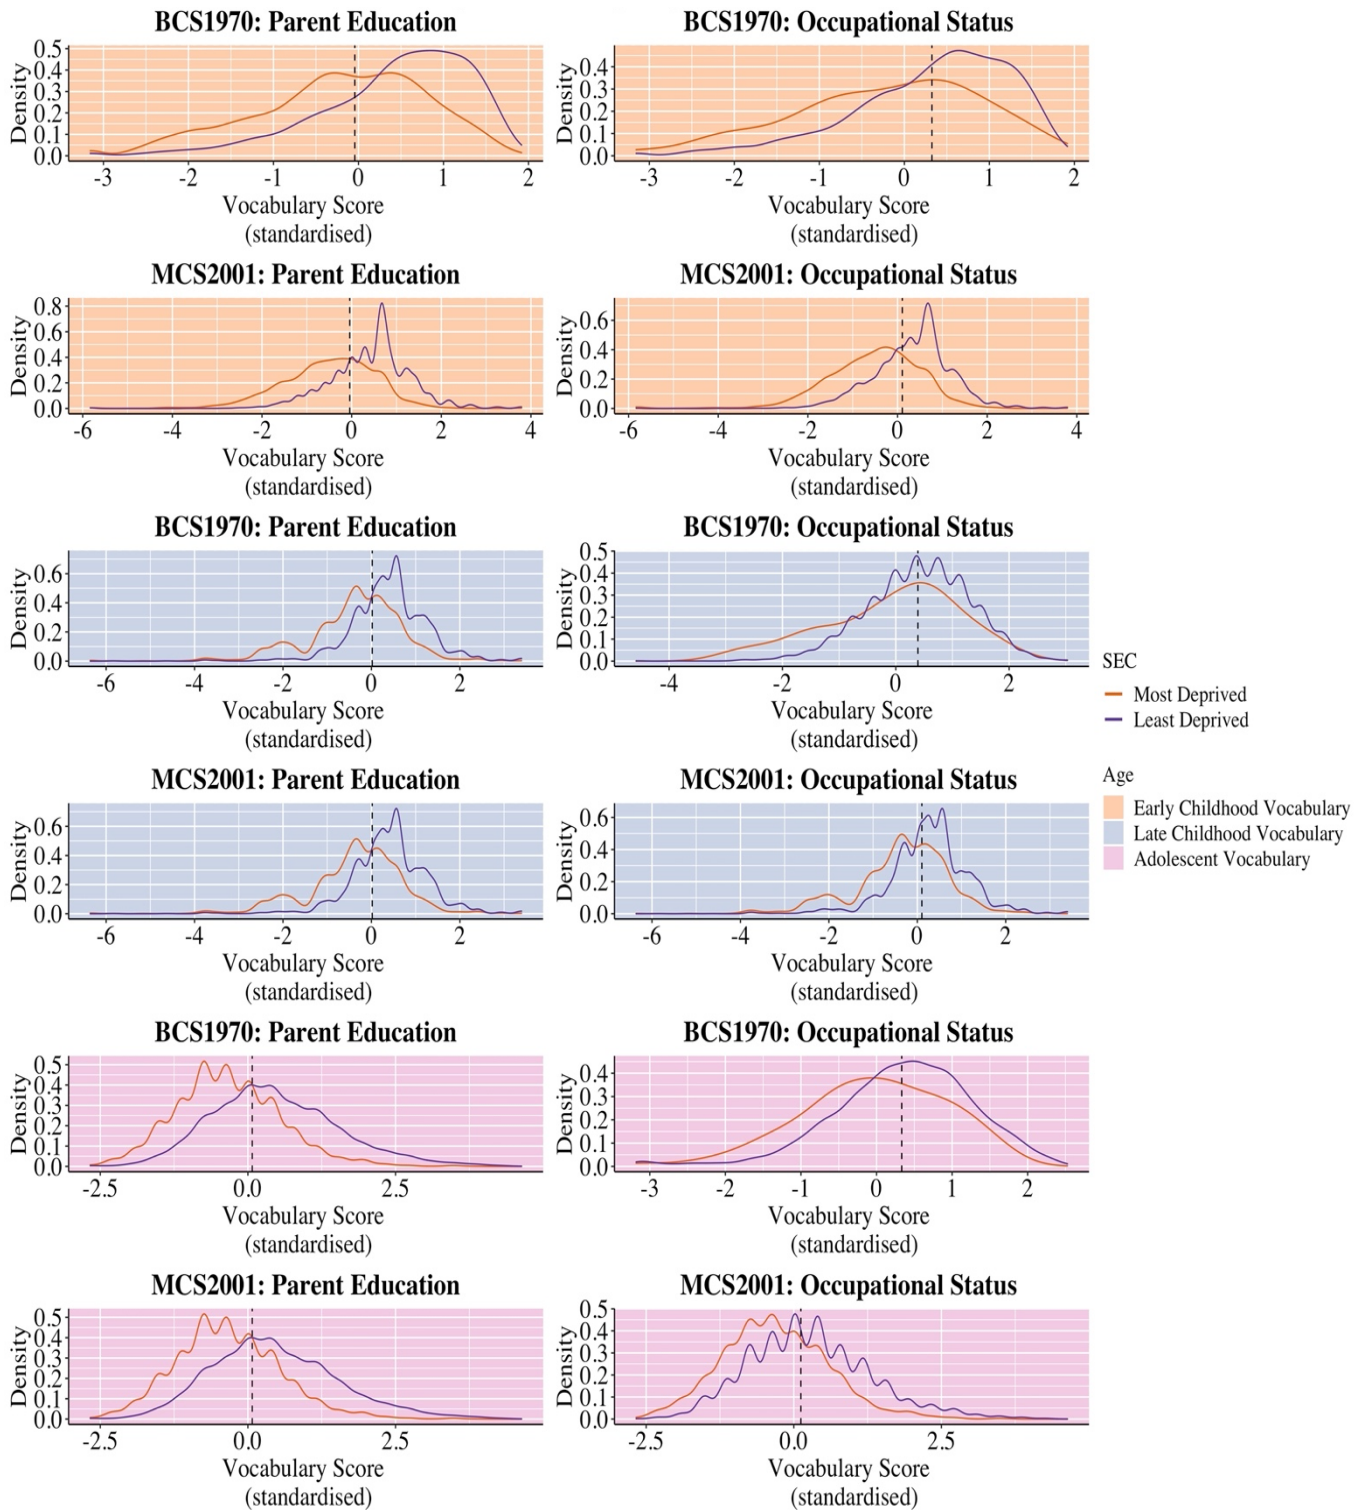 BCS1970: Parent Education
BCS1970: Occupational Status
Density
0.5
0.4
0.3
0.2
0.1
0.0
-3 -2 -1 0 1 2
Vocabulary Score
(standardised)
Density
0.4
0.3
0.2
0.1
0.0
-3 -2 -1 0 1 2
Vocabulary Score
(standardised)
MCS2001: Parent Education
MCS2001: Occupational Status
Density
0.8
0.6
0.4
0.2
0.0
-6 -4 -2 0 2 4
Vocabulary Score
(standardised)
Density
0.6
0.4
0.2
0.0
-6 -4 -2 0 2 4
Vocabulary Score
(standardised)
BCS1970: Parent Education
BCS1970: Occupational Status
Density
0.6
0.4
0.2
0.0
-6 -4 -2 0 2
Vocabulary Score
(standardised)
Density
0.5
0.4
0.3
0.2
0.1
0.0
-4 -2 0 2
Vocabulary Score
(standardised)
MCS2001: Parent Education
MCS2001: Occupational Status
Density
0.6
0.4
0.2
0.0
-6 -4 -2 0 2
Vocabulary Score
(standardised)
Density
0.6
0.4
0.2
0.0
-6 -4 -2 0 2
Vocabulary Score
(standardised)
BCS1970: Parent Education
BCS1970: Occupational Status
Density
0.5
0.4
0.3
0.2
0.1
0.0
-2.5 0.0 2.5
Vocabulary Score
(standardised)
Density
0.4
0.3
0.2
0.1
0.0
-3 -2 -1 0 1 2
Vocabulary Score
(standardised)
MCS2001: Parent Education
MCS2001: Occupational Status
Density
0.5
0.4
0.3
0.2
0.1
0.0
-2.5 0.0 2.5
Vocabulary Score
(standardised)
Density
0.5
0.4
0.3
0.2
0.1
0.0
-2.5 0.0 2.5
Vocabulary Score
(standardised)
SEC
Most Deprived
Least Deprived
Age
Early Childhood Vocabulary
Late Childhood Vocabulary
Adolescent Vocabulary